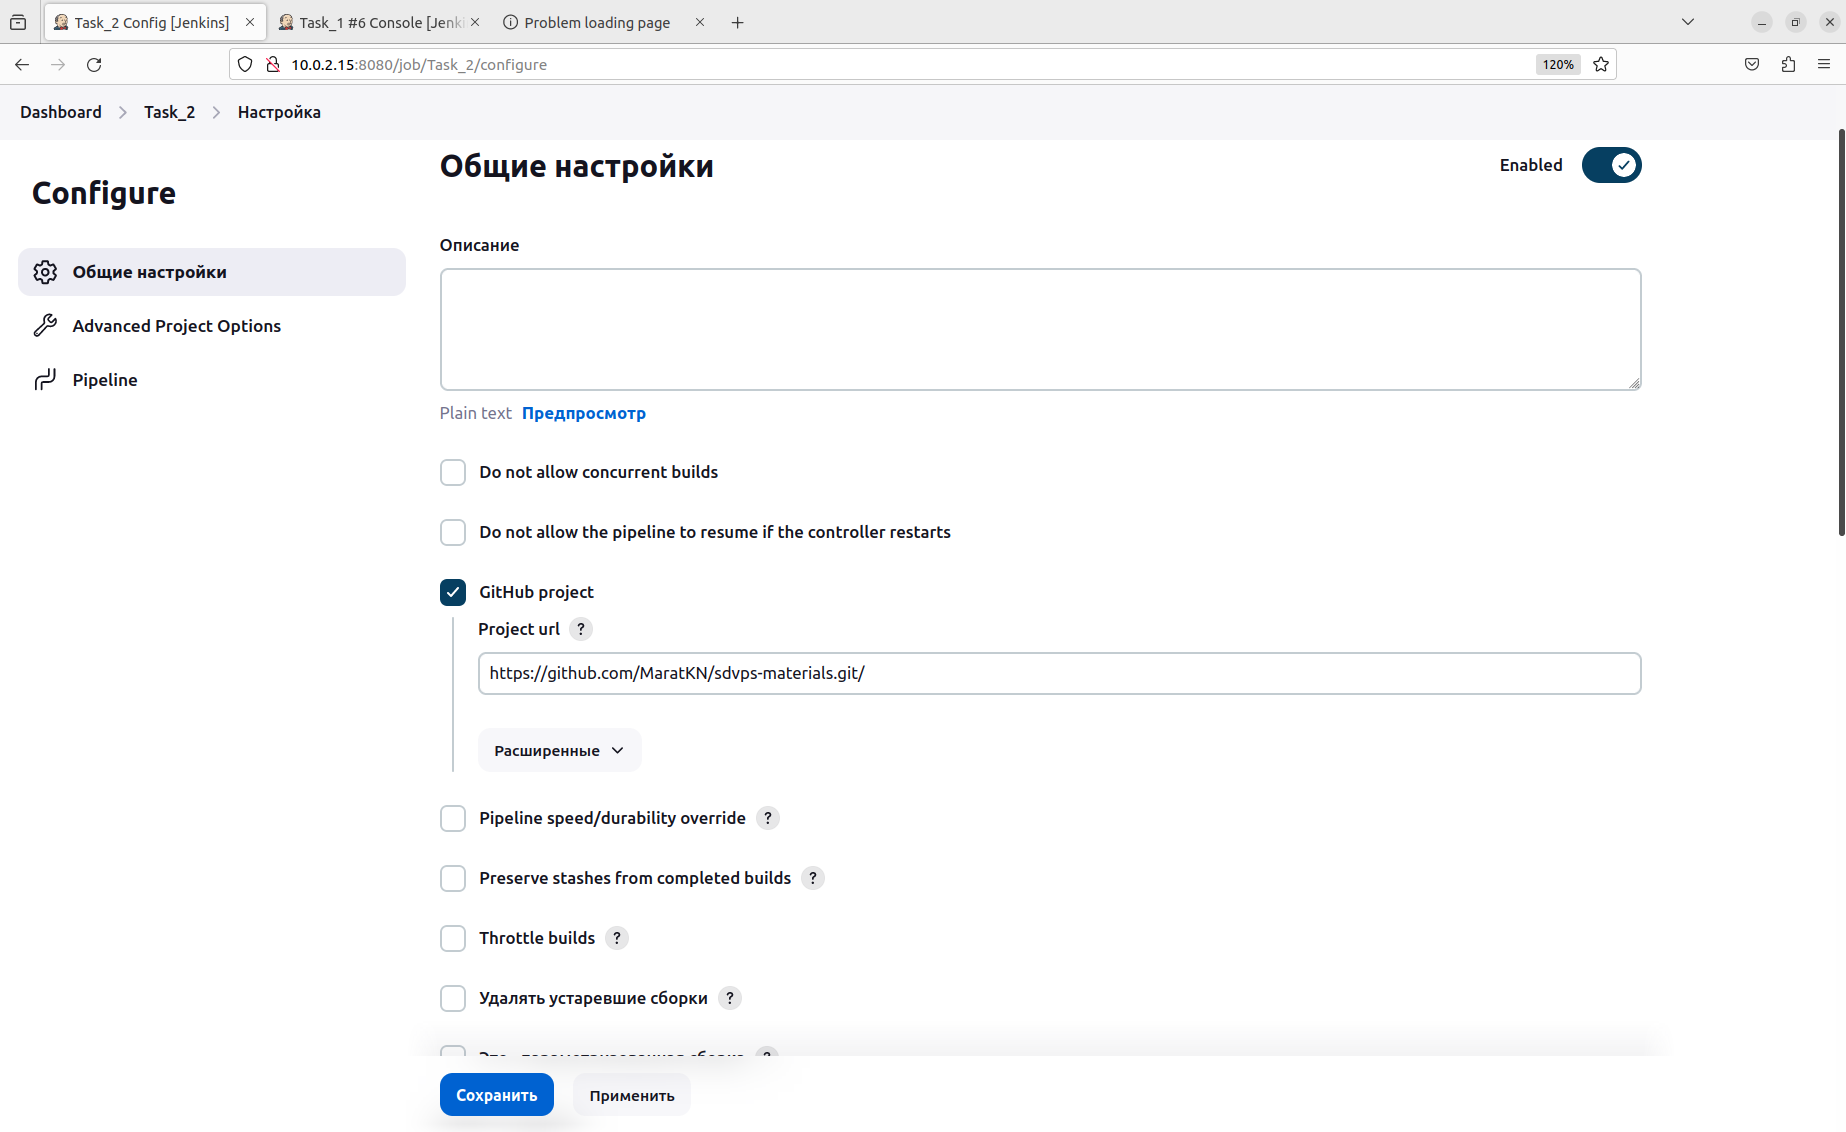 Task_2 Config [Jenkins]
Task_1 #6 Console [Jenki
Problem loading page
10.0.2.15:8080/job/Task_2/configure
120%
Dashboard
Task_2
Настройка
Configure
Общие настройки
Advanced Project Options
Pipeline
Общие настройки
Enabled
Описание
Plain text Предпросмотр
Do not allow concurrent builds
Do not allow the pipeline to resume if the controller restarts
GitHub project
Project url ?
https://github.com/MaratKN/sdvps-materials.git/
Расширенные
Pipeline speed/durability override ?
Preserve stashes from completed builds ?
Throttle builds ?
Удалять устаревшие сборки ?
Сохранить
Применить